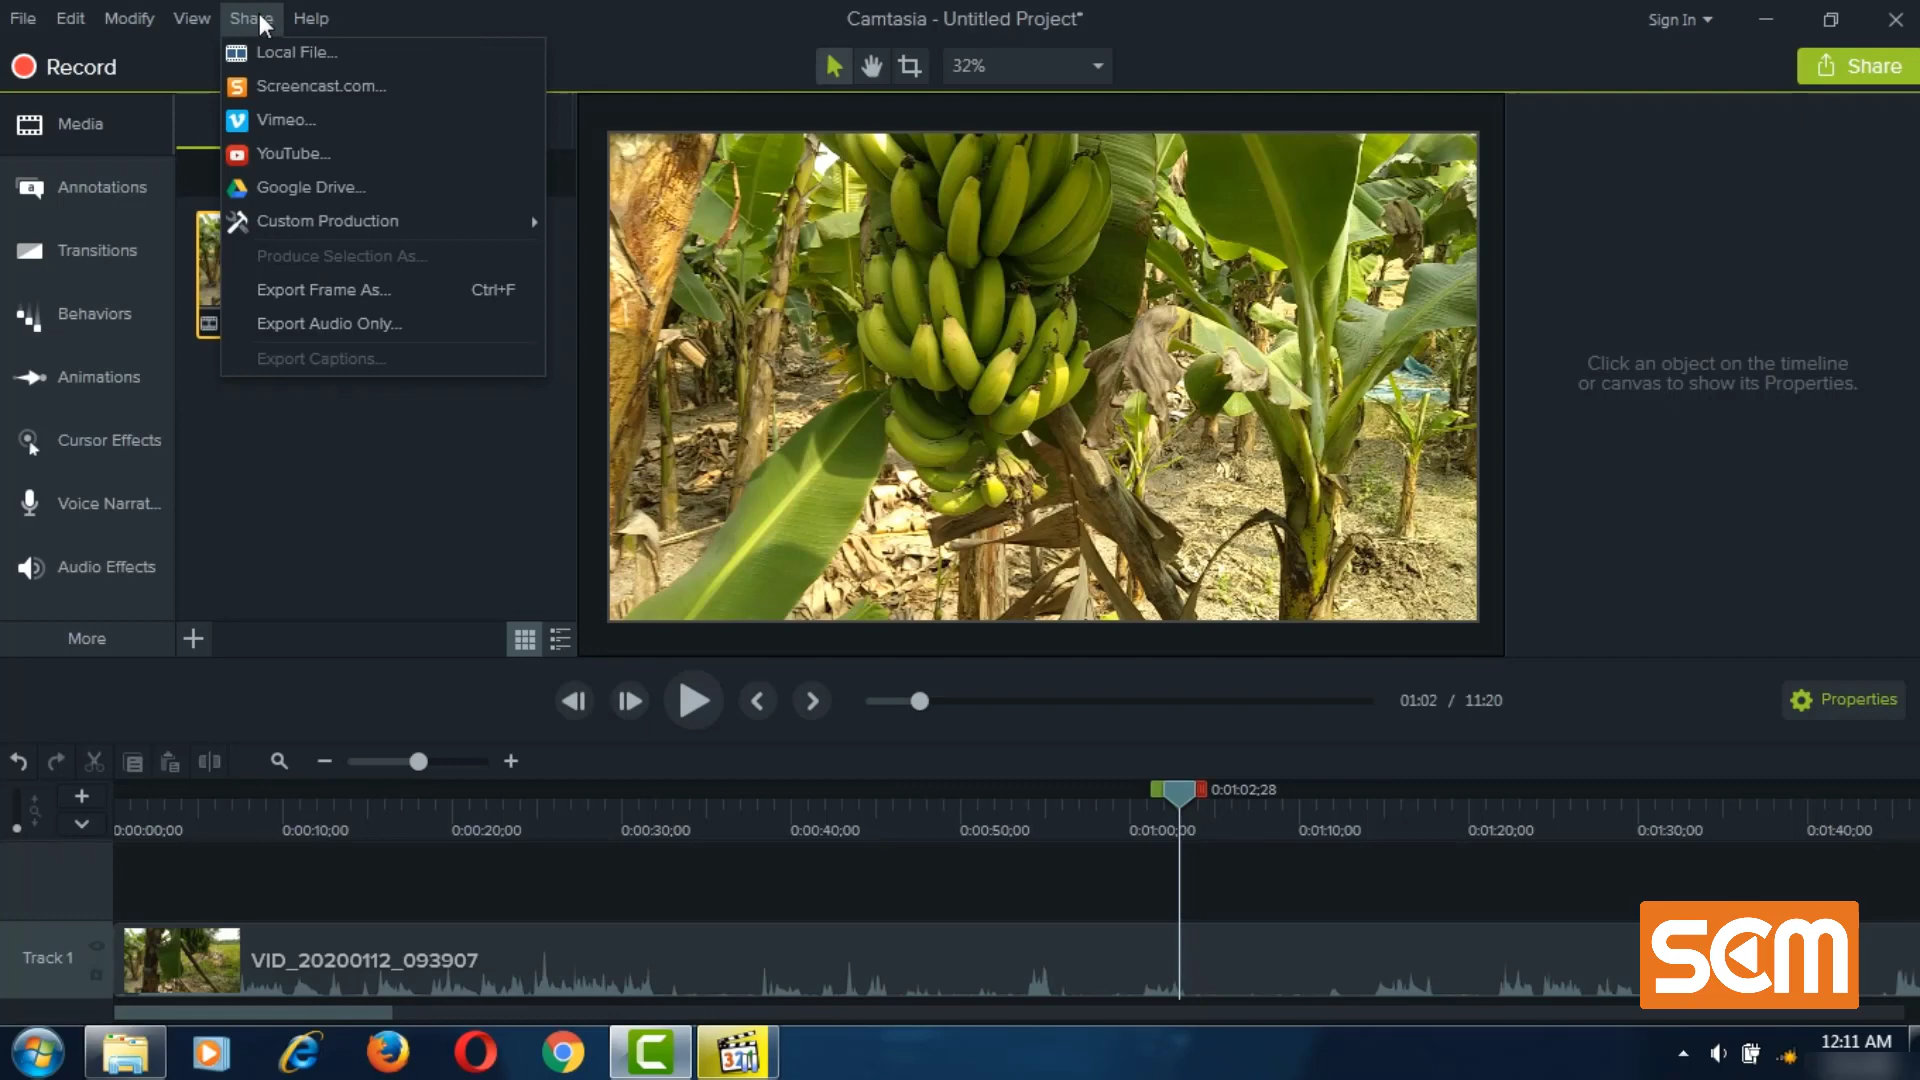 File Edit Modify View Share Help
Camtasia - Untitled Project*
Sign In
Record
32%
Share
Local File...
Screencast.com...
Vimeo...
YouTube...
Google Drive...
Custom Production
Produce Selection As...
Export Frame As... Ctrl+F
Export Audio Only...
Export Captions...
Media
Annotations
Transitions
Behaviors
Animations
Cursor Effects
Voice Narrat...
Audio Effects
More
Click an object on the timeline
or canvas to show its Properties.
01:02 / 11:20
Properties
0:01:02;28
0:00:00;00 0:00:10;00 0:00:20;00 0:00:30;00 0:00:40;00 0:00:50;00 0:01:00;00 0:01:10;00 0:01:20;00 0:01:30;00 0:01:40;00
Track 1
VID_20200112_093907
SCM
321
12:11 AM